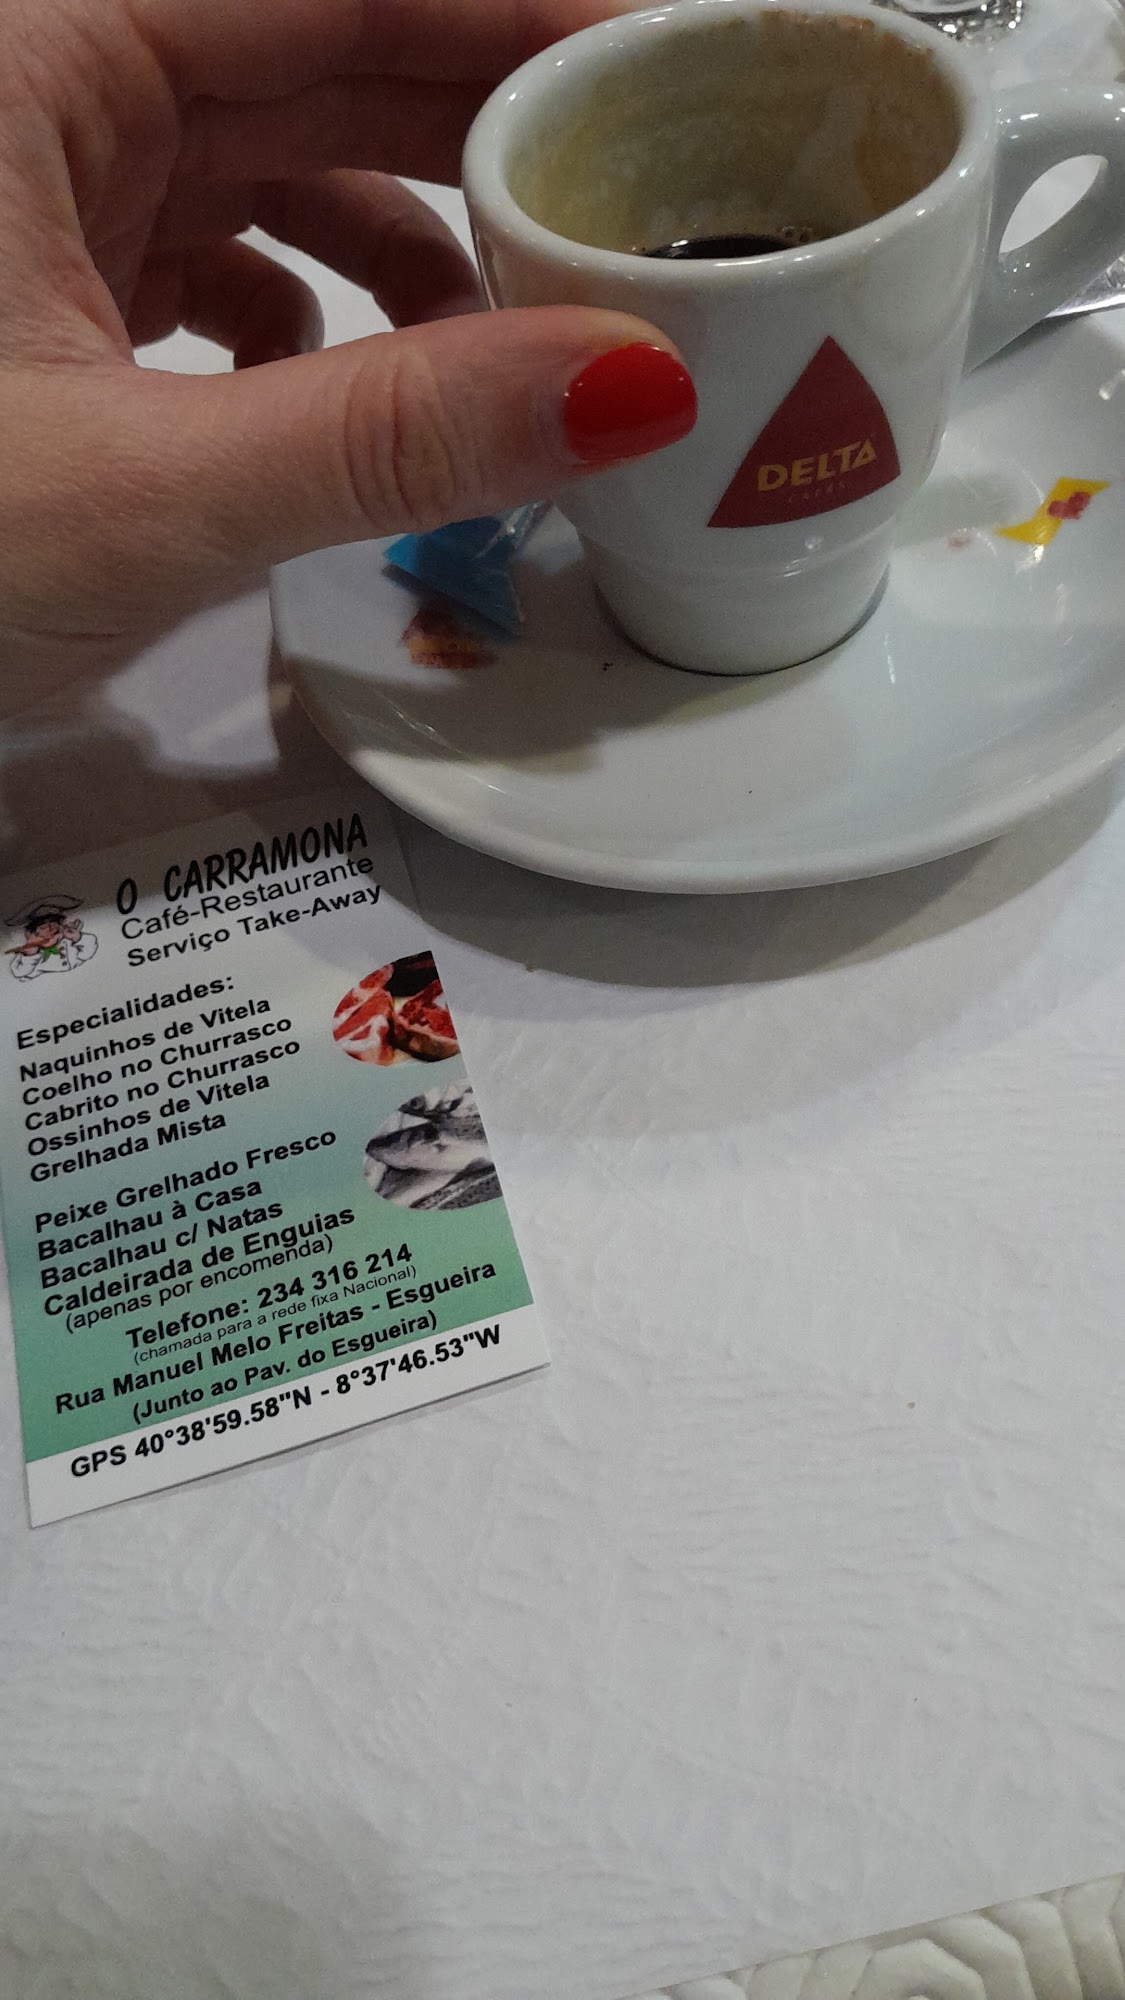 DELTA
CAFÉS
O CARRAMONA
Café-Restaurante
Serviço Take-Away
Especialidades:
Naquinhos de Vitela
Coelho no Churrasco
Cabrito no Churrasco
Ossinhos de Vitela
Grelhada Mista
Peixe Grelhado Fresco
Bacalhau à Casa
Bacalhau c/ Natas
Caldeirada de Enguias
(apenas por encomenda)
Telefone: 234 316 214
(chamada para a rede fixa Nacional)
Rua Manuel Melo Freitas - Esgueira
(Junto ao Pav. do Esgueira)
GPS 40°38'59.58"N - 8°37'46.53"W